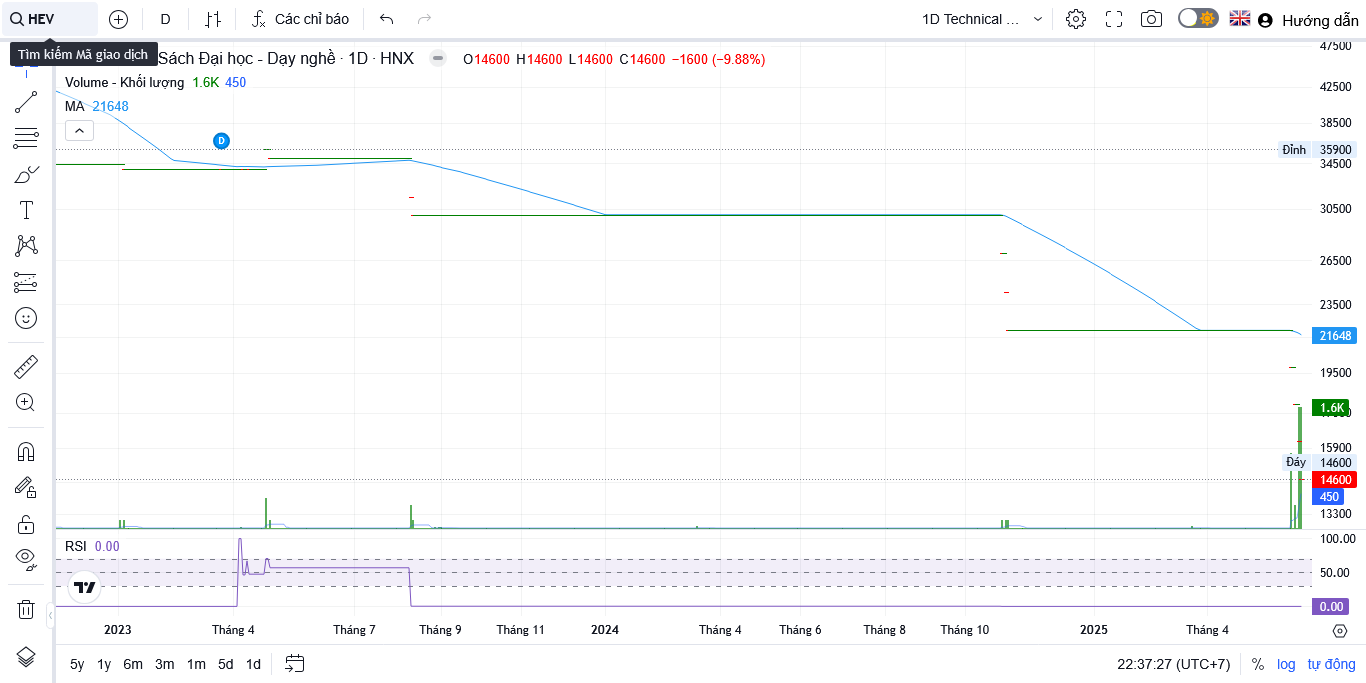 HEV
D
Các chỉ báo
1D Technical ...
Hướng dẫn
Tìm kiếm Mã giao dịch
Sách Đại học - Dạy nghề · 1D · HNX
O14600 H14600 L14600 C14600 −1600 (−9.88%)
Volume - Khối lượng 1.6K 450
MA 21648
D
47500
42500
38500
Đỉnh 35900
34500
30500
26500
23500
21648
19500
1.6K
15900
Đáy 14600
14600
450
13300
RSI 0.00
100.00
50.00
0.00
2023 Tháng 4 Tháng 7 Tháng 9 Tháng 11 2024 Tháng 4 Tháng 6 Tháng 8 Tháng 10 2025 Tháng 4
5y 1y 6m 3m 1m 5d 1d
22:37:27 (UTC+7) % log tự động